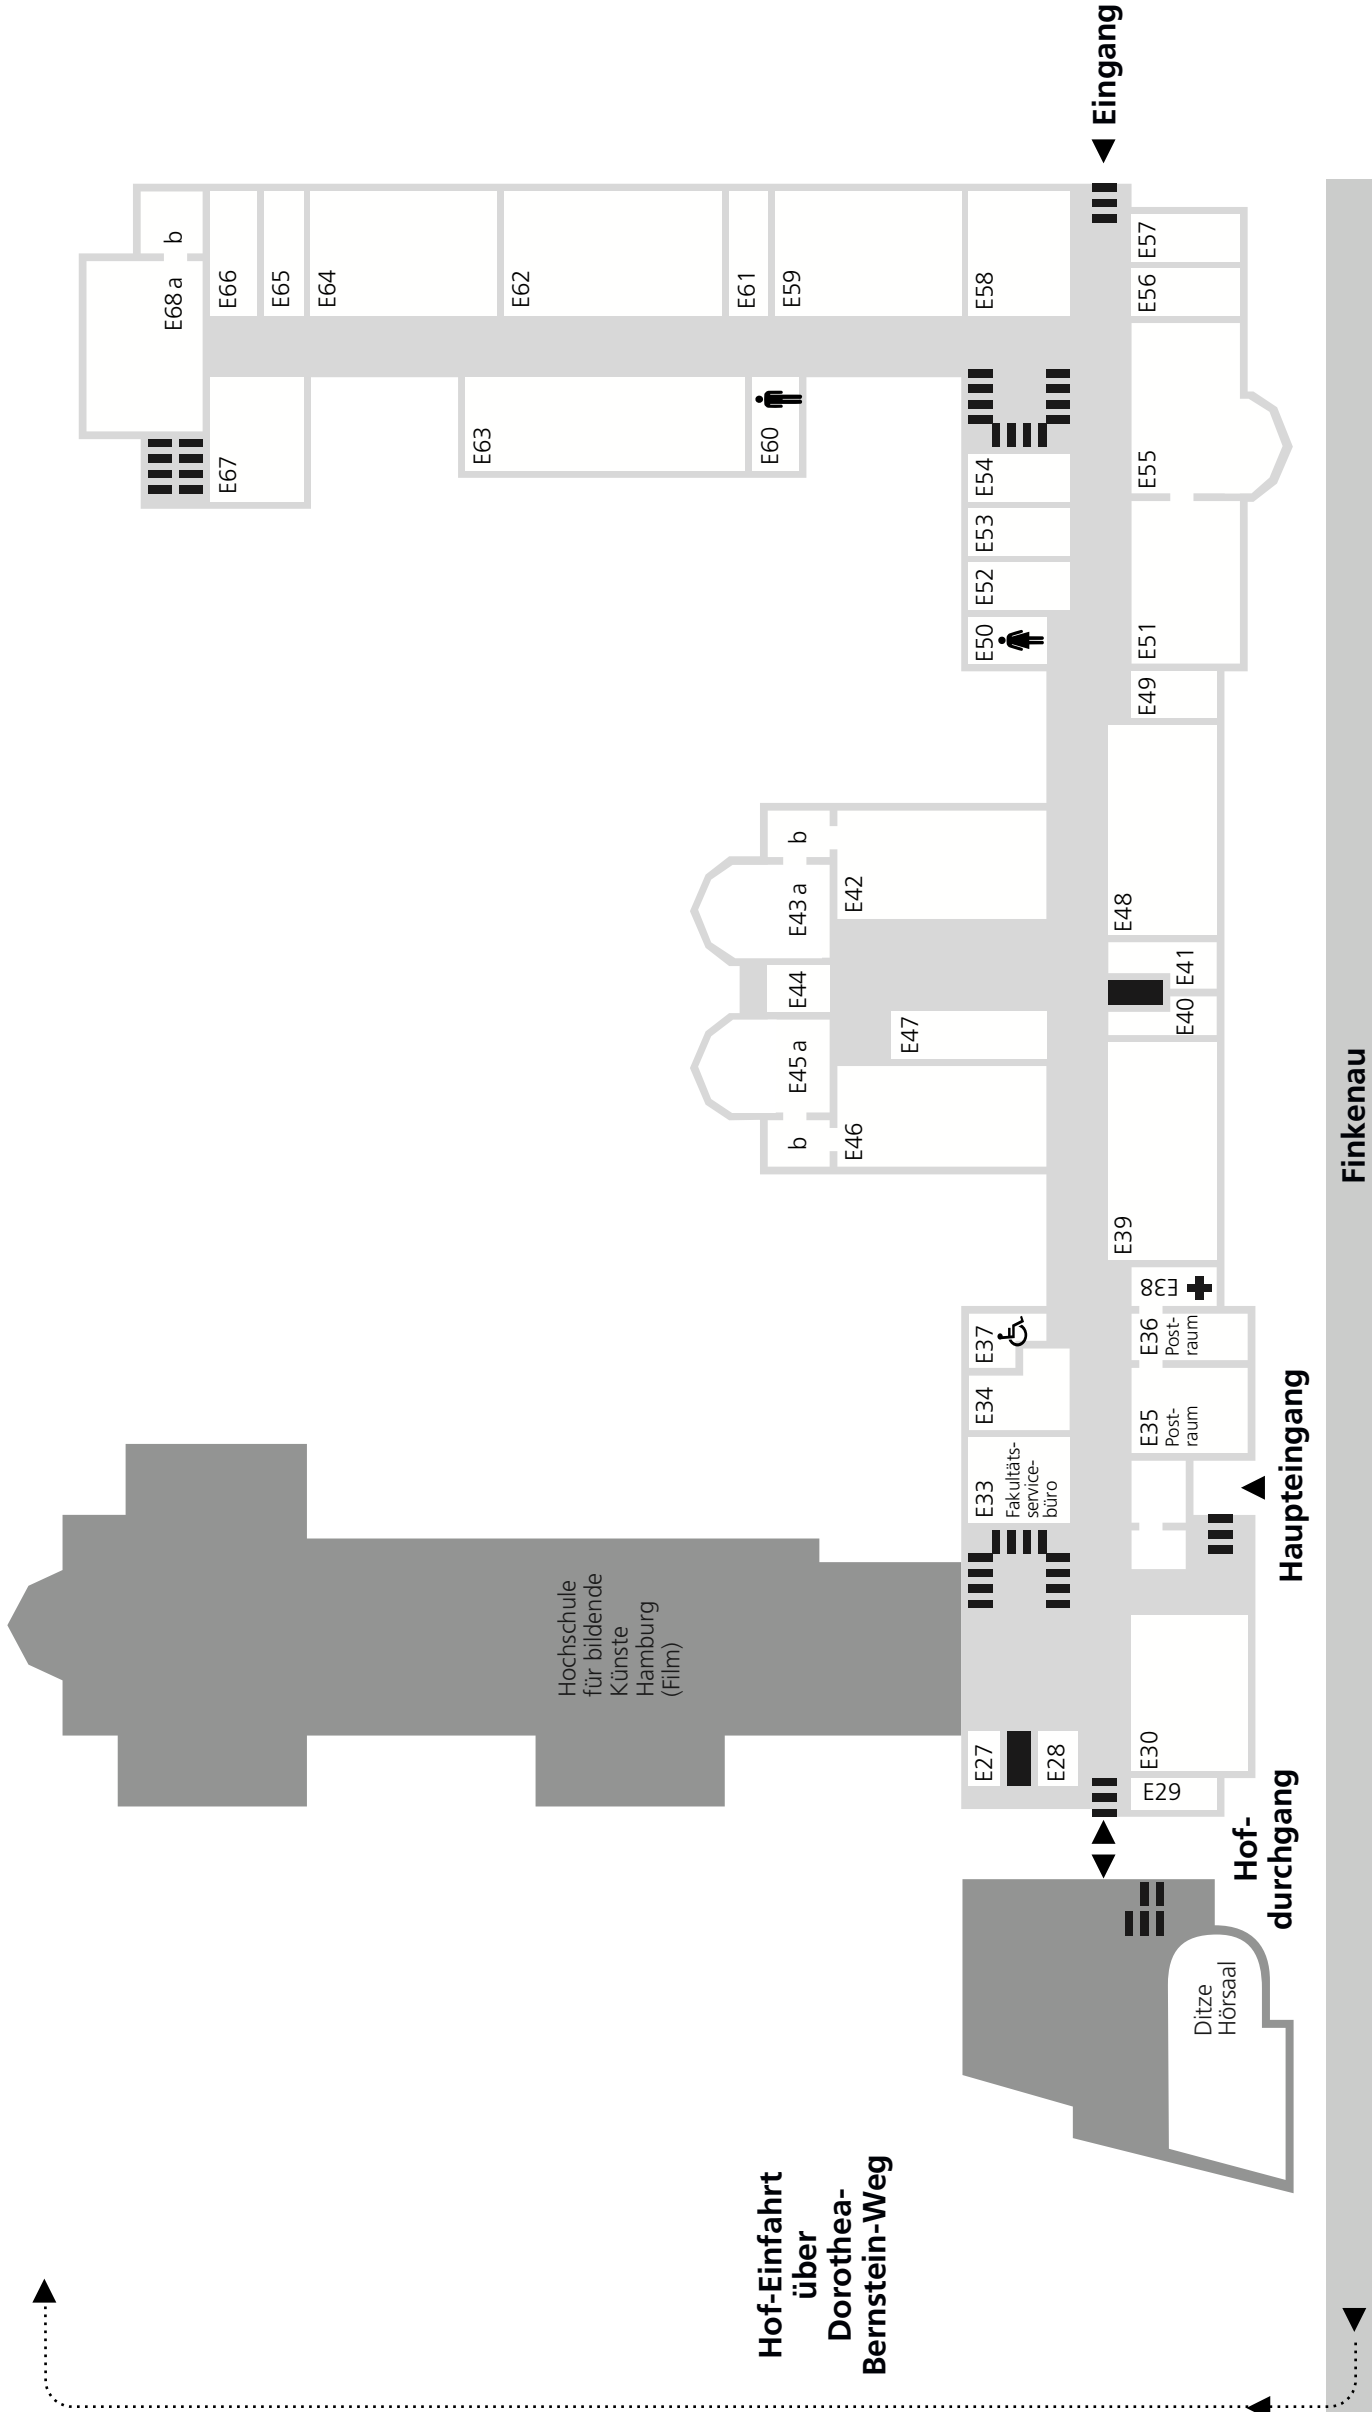 E68 a
b
E67
E66
E65
E64
E63
E62
E61
E60
E59
E58
Eingang
Hochschule
für bildende
Künste
Hamburg
(Film)
Hof-Einfahrt
über
Dorothea-
Bernstein-Weg
b
E45 a
E44
E43 a
b
E46
E47
E42
E27
E28
E33
Fakultäts-
service-
büro
E34
E37
E50
E52
E53
E54
E29
E30
E35
Post-
raum
E36
Post-
raum
E38
E39
E40
E41
E48
E49
E51
E55
E56
E57
Ditze
Hörsaal
Hof-
durchgang
Haupteingang
Finkenau